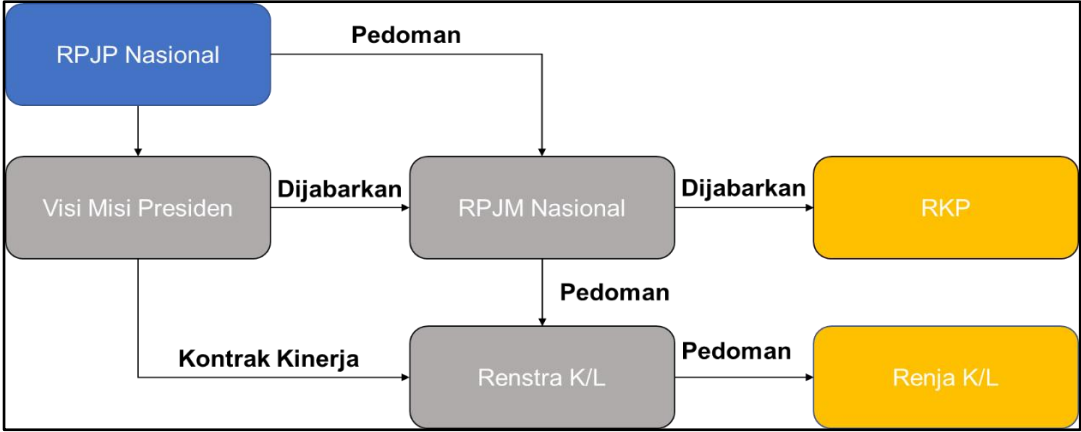 Pedoman
RPJP Nasional
Visi Misi Presiden
Dijabarkan
RPJM Nasional
Dijabarkan
RKP
Pedoman
Kontrak Kinerja
Renstra K/L
Pedoman
Renja K/L